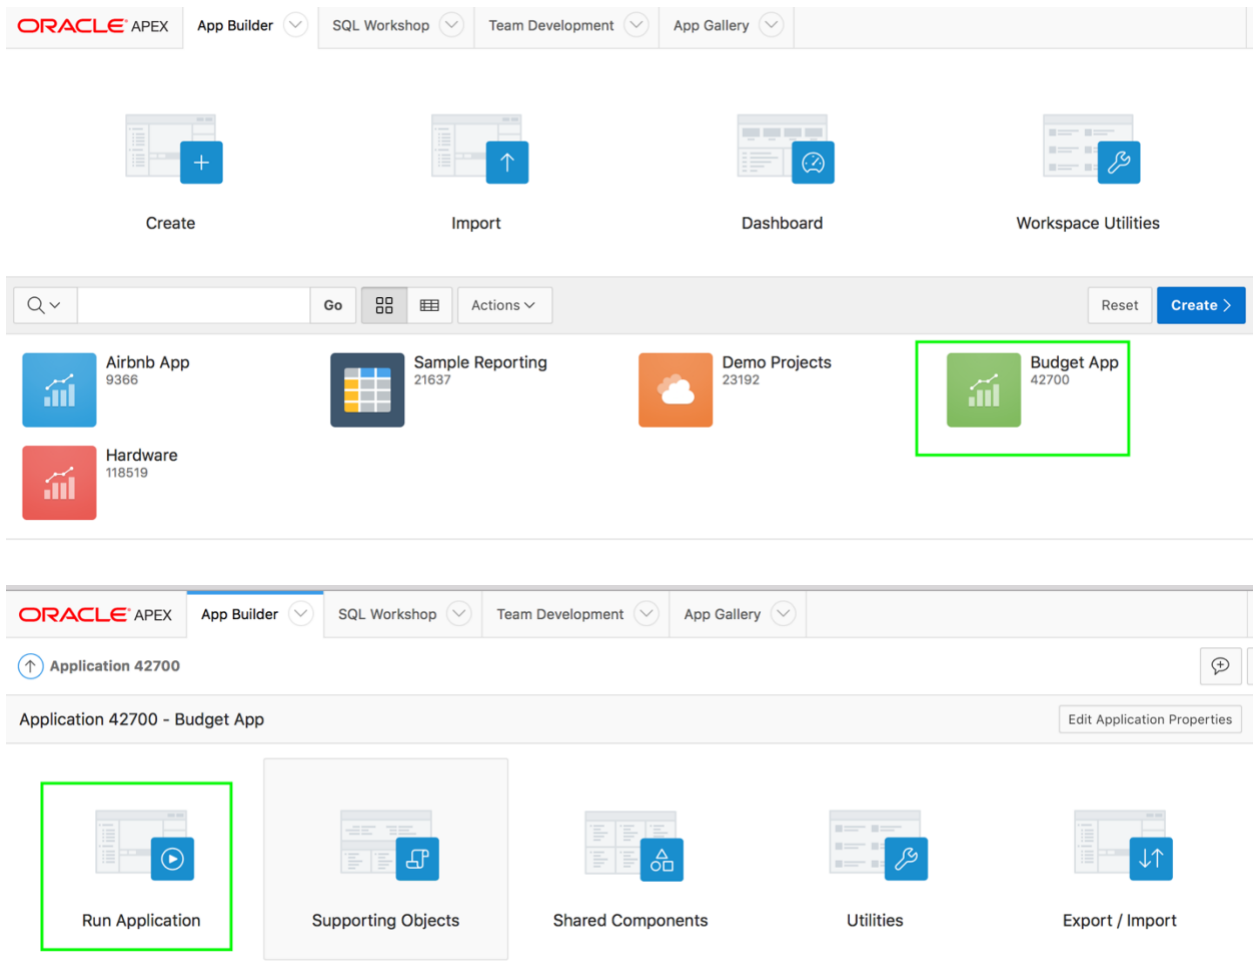 ORACLE APEX App Builder SQL Workshop Team Development App Gallery
Create Import Dashboard Workspace Utilities
Go Actions Reset Create
Airbnb App Sample Reporting Demo Projects Budget App
9366 21637 23192 42700
Hardware
118519
ORACLE APEX App Builder SQL Workshop Team Development App Gallery
Application 42700
Application 42700 - Budget App Edit Application Properties
Run Application Supporting Objects Shared Components Utilities Export / Import